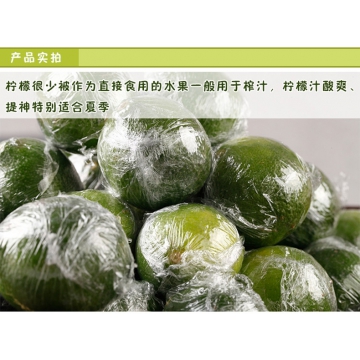 产品实拍
柠檬很少被作为直接食用的水果一般用于榨汁，柠檬汁酸爽、
提神特别适合夏季